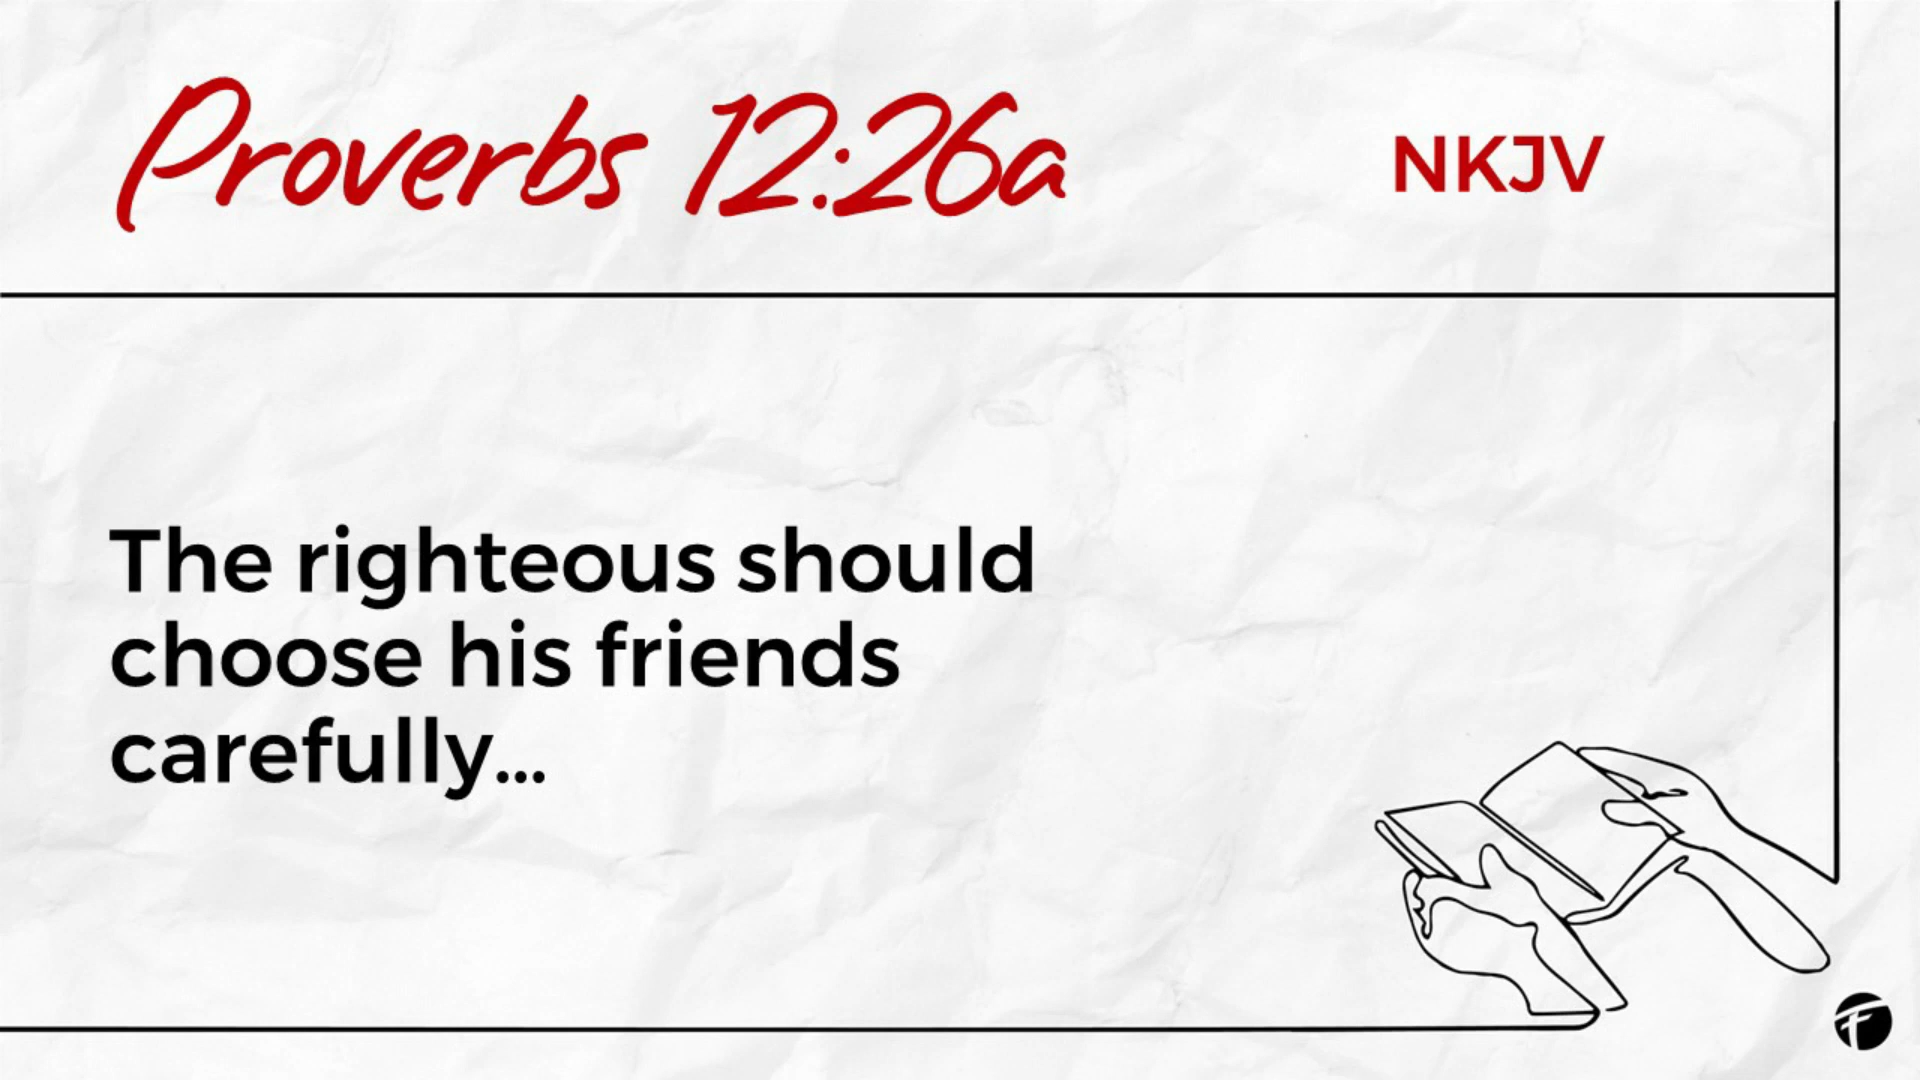 Proverbs 12:26a
NKJV
The righteous should
choose his friends
carefully...